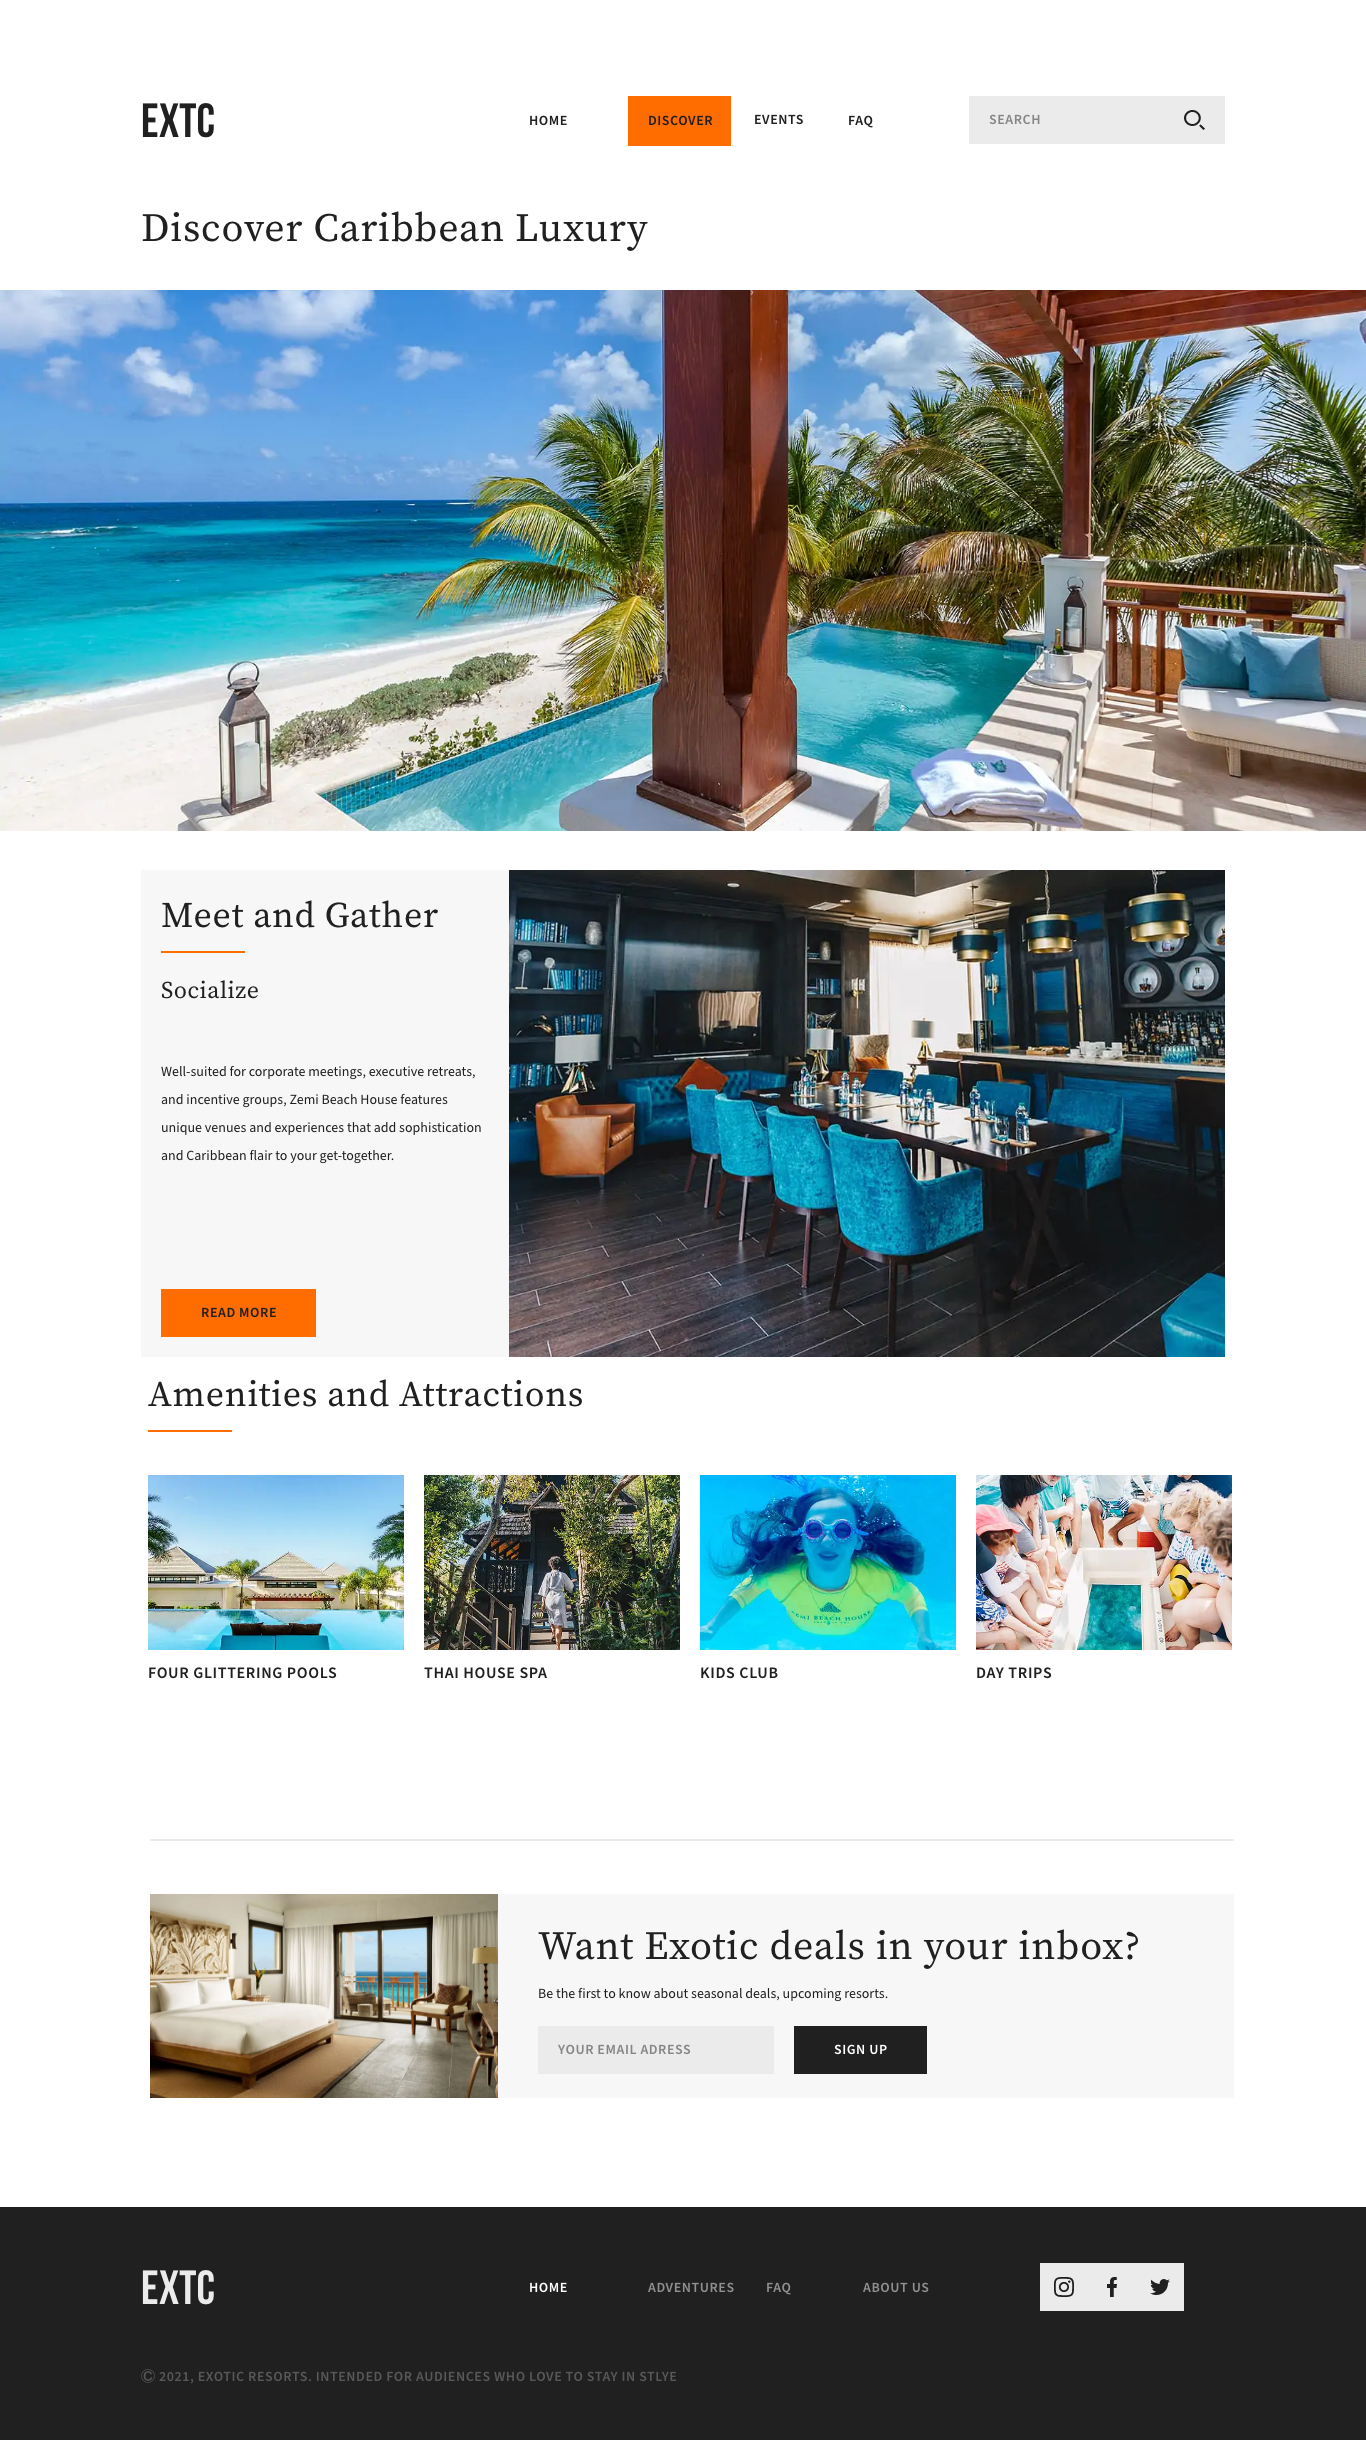 EXTC
HOME
DISCOVER
EVENTS
FAQ
SEARCH
Discover Caribbean Luxury
Meet and Gather
Socialize
Well-suited for corporate meetings, executive retreats,
and incentive groups, Zemi Beach House features
unique venues and experiences that add sophistication
and Caribbean flair to your get-together.
READ MORE
Amenities and Attractions
ZEMI BEACH HOUSE
FOUR GLITTERING POOLS
THAI HOUSE SPA
KIDS CLUB
DAY TRIPS
Want Exotic deals in your inbox?
Be the first to know about seasonal deals, upcoming resorts.
YOUR EMAIL ADRESS
SIGN UP
EXTC
HOME
ADVENTURES
FAQ
ABOUT US
© 2021, EXOTIC RESORTS. INTENDED FOR AUDIENCES WHO LOVE TO STAY IN STLYE